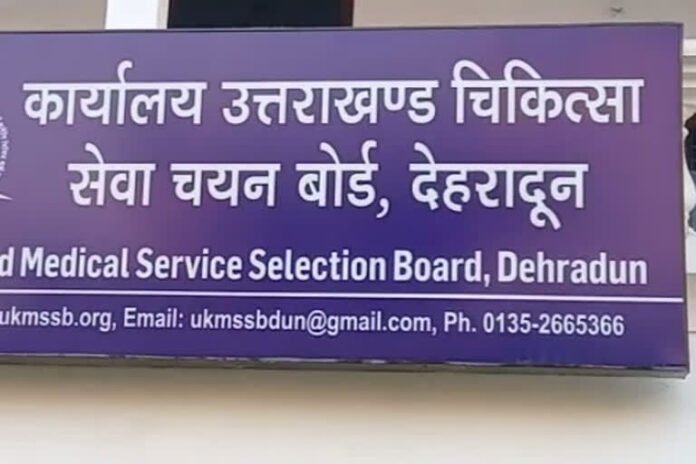 कार्यालय उत्तराखण्ड चिकित्सा
सेवा चयन बोर्ड, देहरादून
d Medical Service Selection Board, Dehradun
ukmssb.org, Email: ukmssbdun@gmail.com, Ph. 0135-2665366